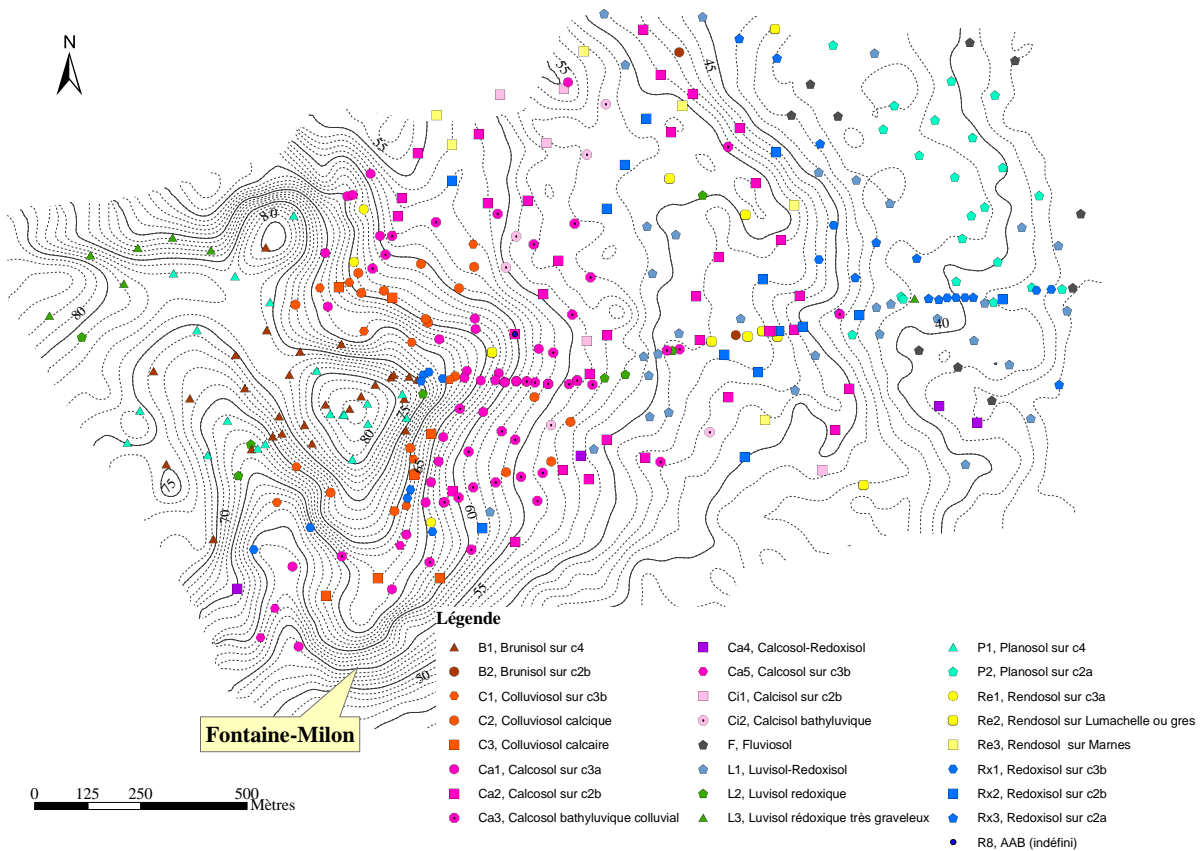 N
55
45
55
80
80
40
80
75
65
75
70
60
55
50
Fontaine-Milon
0 125 250 500
Mètres
Légende
B1, Brunisol sur c4
B2, Brunisol sur c2b
C1, Colluviosol sur c3b
C2, Colluviosol calcique
C3, Colluviosol calcaire
Ca1, Calcosol sur c3a
Ca2, Calcosol sur c2b
Ca3, Calcosol bathyluvique colluvial
Ca4, Calcosol-Redoxisol
Ca5, Calcosol sur c3b
Ci1, Calcisol sur c2b
Ci2, Calcisol bathyluvique
F, Fluviosol
L1, Luvisol-Redoxisol
L2, Luvisol redoxique
L3, Luvisol rédoxique très graveleux
P1, Planosol sur c4
P2, Planosol sur c2a
Re1, Rendosol sur c3a
Re2, Rendosol sur Lumachelle ou gres
Re3, Rendosol sur Marnes
Rx1, Redoxisol sur c3b
Rx2, Redoxisol sur c2b
Rx3, Redoxisol sur c2a
R8, AAB (indéfini)